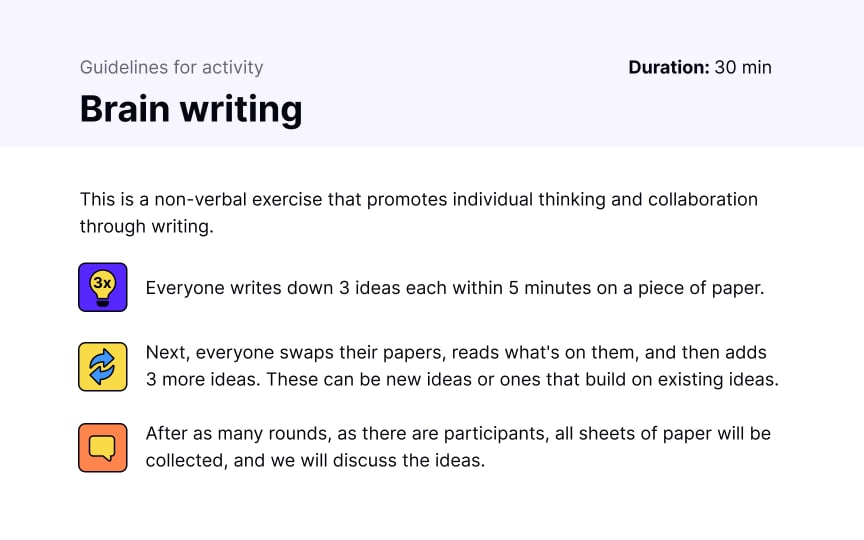 Guidelines for activity
Duration: 30 min
Brain writing
This is a non-verbal exercise that promotes individual thinking and collaboration
through writing.
3x
Everyone writes down 3 ideas each within 5 minutes on a piece of paper.
Next, everyone swaps their papers, reads what's on them, and then adds
3 more ideas. These can be new ideas or ones that build on existing ideas.
After as many rounds, as there are participants, all sheets of paper will be
collected, and we will discuss the ideas.